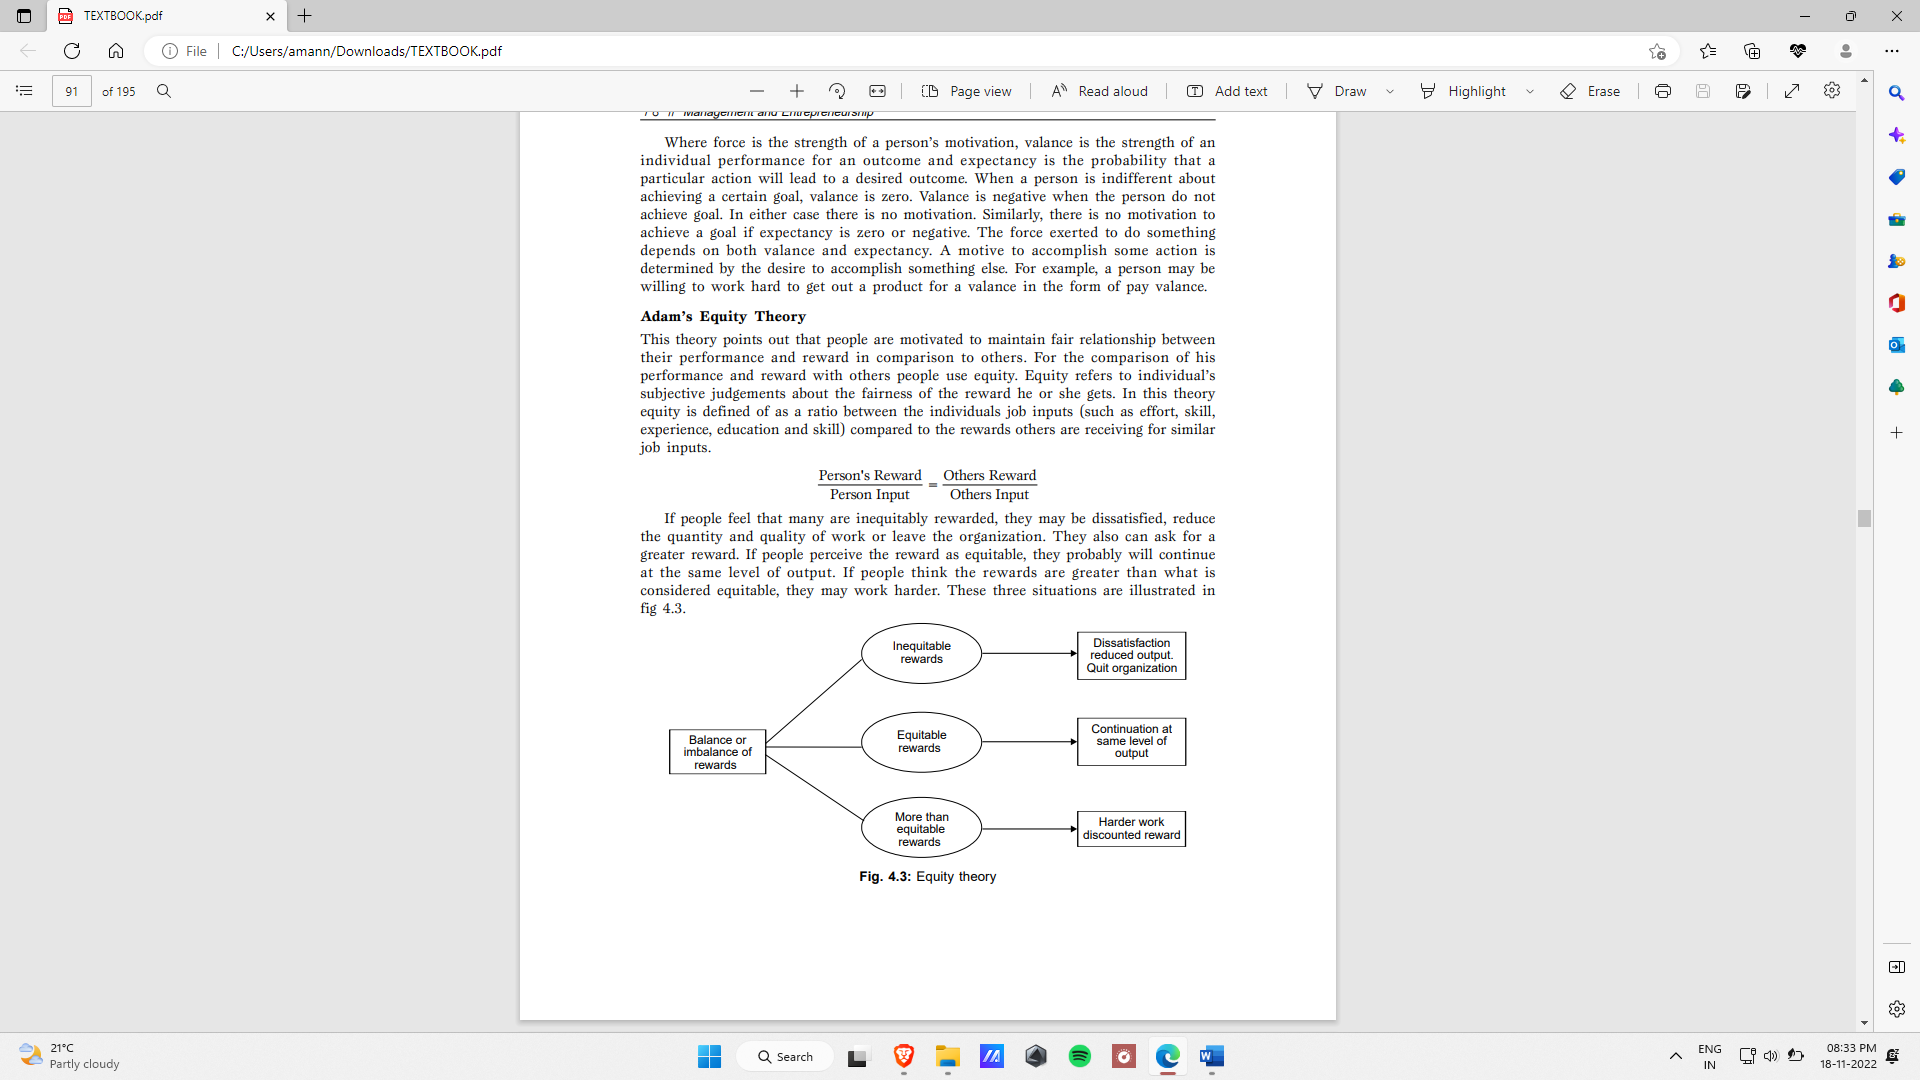 TEXTBOOK.pdf
File
C:/Users/amann/Downloads/TEXTBOOK.pdf
91
of 195
Page view
Read aloud
Add text
Draw
Highlight
Erase
Management and Entrepreneurship
Where force is the strength of a person's motivation, valance is the strength of an
individual performance for an outcome and expectancy is the probability that a
particular action will lead to a desired outcome. When a person is indifferent about
achieving a certain goal, valance is zero. Valance is negative when the person do not
achieve goal. In either case there is no motivation. Similarly, there is no motivation to
achieve a goal if expectancy is zero or negative. The force exerted to do something
depends on both valance and expectancy. A motive to accomplish some action is
determined by the desire to accomplish something else. For example, a person may be
willing to work hard to get out a product for a valance in the form of pay valance.
Adam's Equity Theory
This theory points out that people are motivated to maintain fair relationship between
their performance and reward in comparison to others. For the comparison of his
performance and reward with others people use equity. Equity refers to individual's
subjective judgements about the fairness of the reward he or she gets. In this theory
equity is defined of as a ratio between the individuals job inputs (such as effort, skill,
experience, education and skill) compared to the rewards others are receiving for similar
job inputs.
Person's Reward = Others Reward
Person Input Others Input
If people feel that many are inequitably rewarded, they may be dissatisfied, reduce
the quantity and quality of work or leave the organization. They also can ask for a
greater reward. If people perceive the reward as equitable, they probably will continue
at the same level of output. If people think the rewards are greater than what is
considered equitable, they may work harder. These three situations are illustrated in
fig 4.3.
Inequitable
rewards
Dissatisfaction
reduced output.
Quit organization
Balance or
imbalance of
rewards
Equitable
rewards
Continuation at
same level of
output
More than
equitable
rewards
Harder work
discounted reward
Fig. 4.3: Equity theory
21°C
Partly cloudy
Search
ENG
IN
08:33 PM
18-11-2022